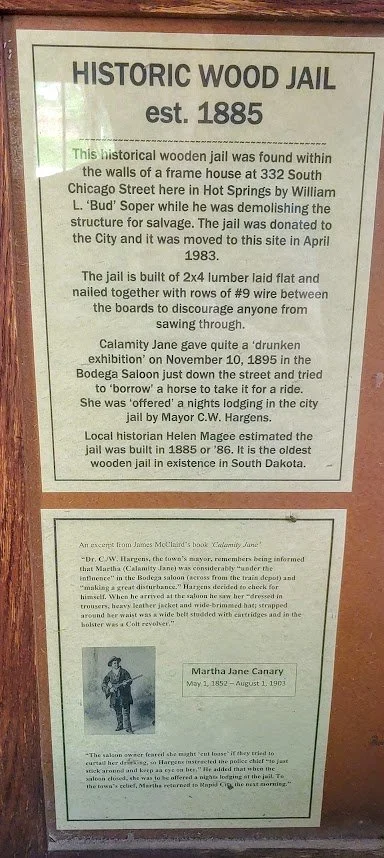 HISTORIC WOOD JAIL
est. 1885
This historical wooden jail was found within
the walls of a frame house at 332 South
Chicago Street here in Hot Springs by William
L. 'Bud' Soper while he was demolishing the
structure for salvage. The jail was donated to
the City and it was moved to this site in April
1983.
The jail is built of 2x4 lumber laid flat and
nailed together with rows of #9 wire between
the boards to discourage anyone from
sawing through.
Calamity Jane gave quite a 'drunken
exhibition' on November 10, 1895 in the
Bodega Saloon just down the street and tried
to 'borrow' a horse to take it for a ride.
She was 'offered' a nights lodging in the city
jail by Mayor C.W. Hargens.
Local historian Helen Magee estimated the
jail was built in 1885 or '86. It is the oldest
wooden jail in existence in South Dakota.
An excerpt from James McClaird's book 'Calamity Jane'
"Dr. C.W. Hargens, the town's mayor, remembers being informed
that Martha (Calamity Jane) was considerably "under the
influence" in the Bodega saloon (across from the train depot) and
"making a great disturbance." Hargens decided to check for
himself. When he arrived at the saloon he saw her "dressed in
trousers, heavy leather jacket and wide-brimmed hat; strapped
around her waist was a wide belt studded with cartridges and in the
holster was a Colt revolver."
Martha Jane Canary
May 1, 1852 – August 1, 1903
"The saloon owner feared she might 'cut loose' if they tried to
curtail her drinking, so Hargens instructed the police chief "to just
stick around and keep an eye on her." He added that when the
saloon closed, she was to be offered a nights lodging at the jail. To
the town's relief, Martha returned to Rapid City the next morning."